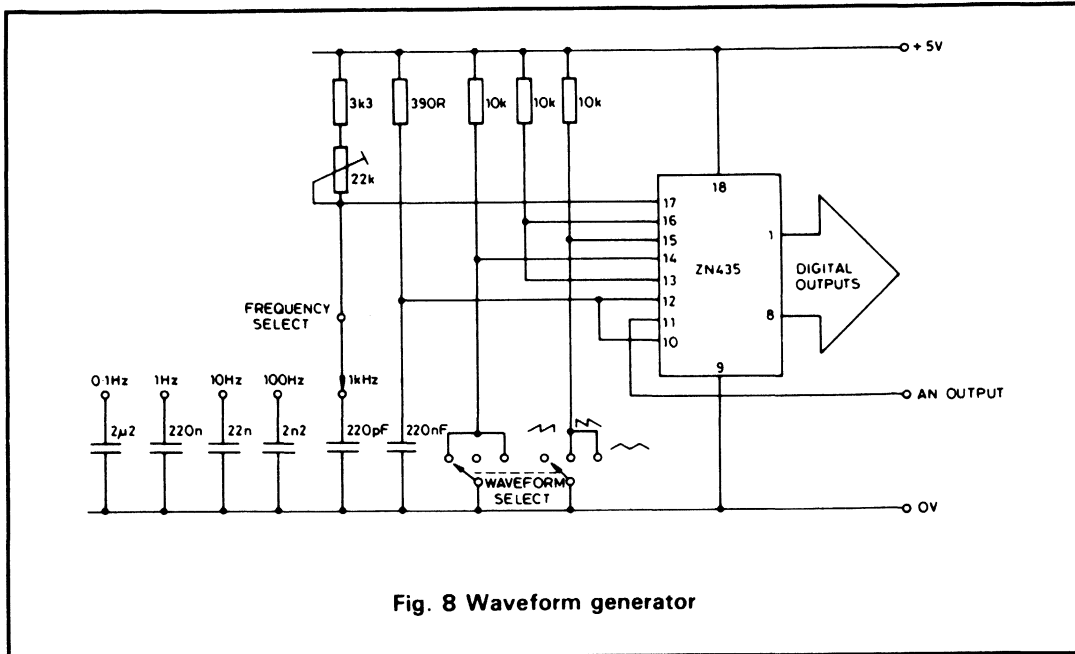 + 5V
3k3
390R
10k
10k
10k
22k
18
17
16
15
14
13
12
11
10
1
8
9
ZN435
DIGITAL
OUTPUTS
FREQUENCY
SELECT
0·1Hz
1Hz
10Hz
100Hz
1kHz
AN OUTPUT
2µ2
220n
22n
2n2
220pF
220nF
WAVEFORM
SELECT
0V
Fig. 8 Waveform generator